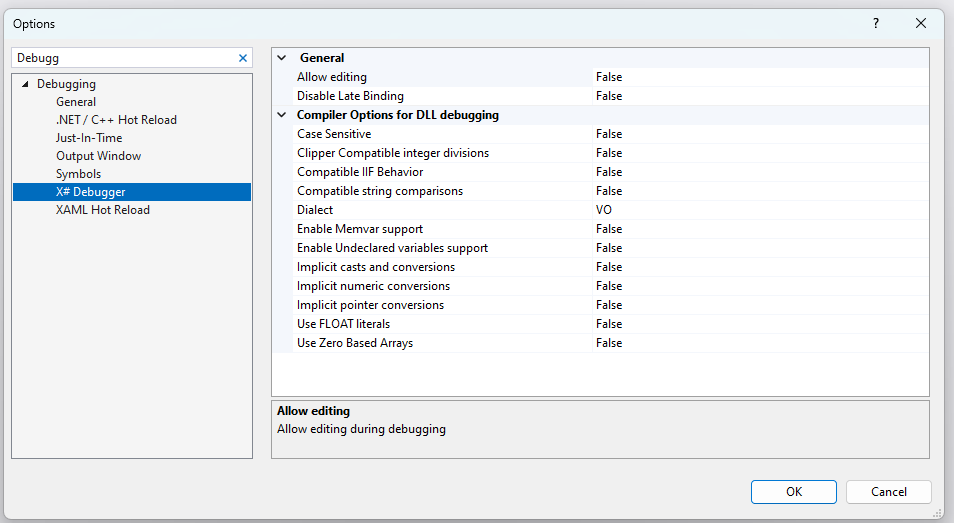 Options
Debugg
Debugging
General
.NET / C++ Hot Reload
Just-In-Time
Output Window
Symbols
X# Debugger
XAML Hot Reload
General
Allow editing False
Disable Late Binding False
Compiler Options for DLL debugging
Case Sensitive False
Clipper Compatible integer divisions False
Compatible IIF Behavior False
Compatible string comparisons False
Dialect VO
Enable Memvar support False
Enable Undeclared variables support False
Implicit casts and conversions False
Implicit numeric conversions False
Implicit pointer conversions False
Use FLOAT literals False
Use Zero Based Arrays False
Allow editing
Allow editing during debugging
OK Cancel